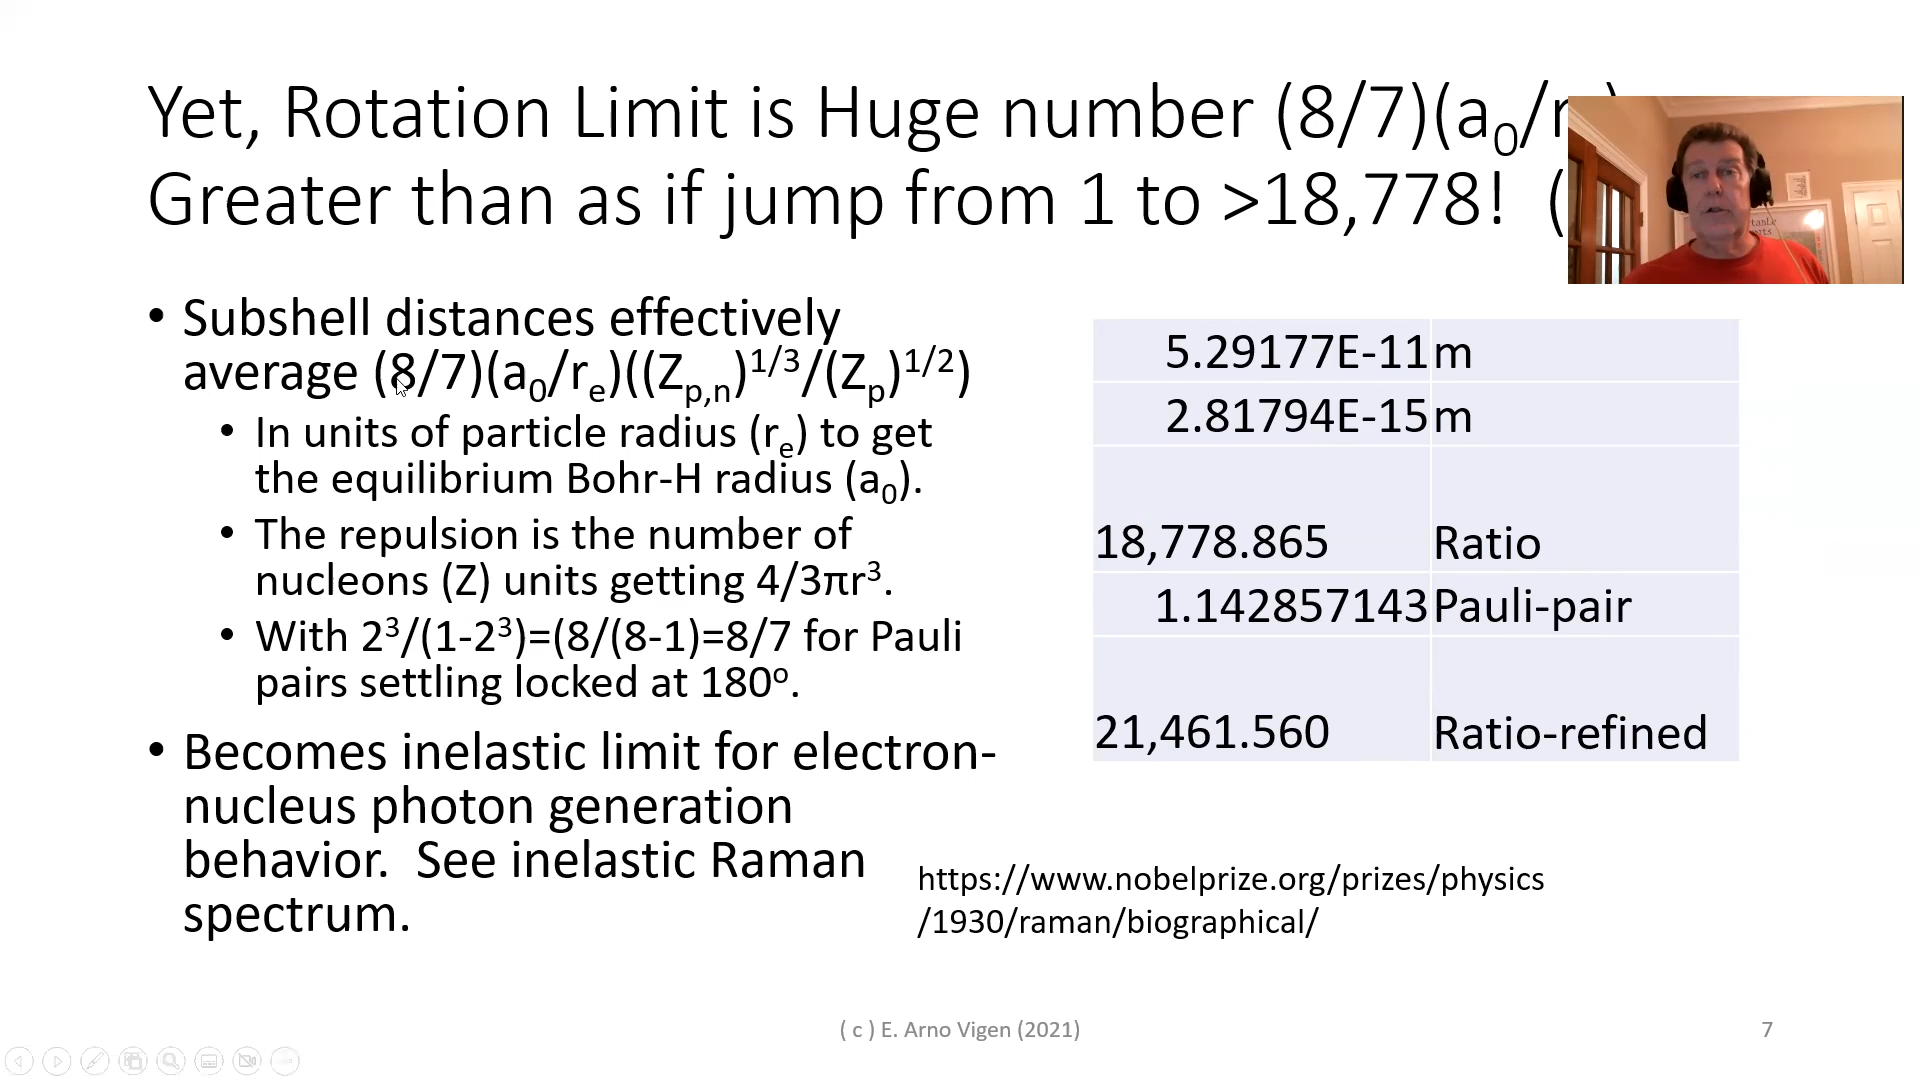 Yet, Rotation Limit is Huge number (8/7)(a₀/r
Greater than as if jump from 1 to >18,778!  (
• Subshell distances effectively
average (8/7)(a₀/rₑ)((Zp,n)^1/3/(Zp)^1/2)
• In units of particle radius (rₑ) to get
the equilibrium Bohr-H radius (a₀).
• The repulsion is the number of
nucleons (Z) units getting 4/3πr³.
• With 2³/(1-2³)=(8/(8-1)=8/7 for Pauli
pairs settling locked at 180º.
• Becomes inelastic limit for electron-
nucleus photon generation
behavior.  See inelastic Raman
spectrum.
5.29177E-11 m
2.81794E-15 m
18,778.865 Ratio
1.142857143 Pauli-pair
21,461.560 Ratio-refined
https://www.nobelprize.org/prizes/physics
/1930/raman/biographical/
( c ) E. Arno Vigen (2021)
7